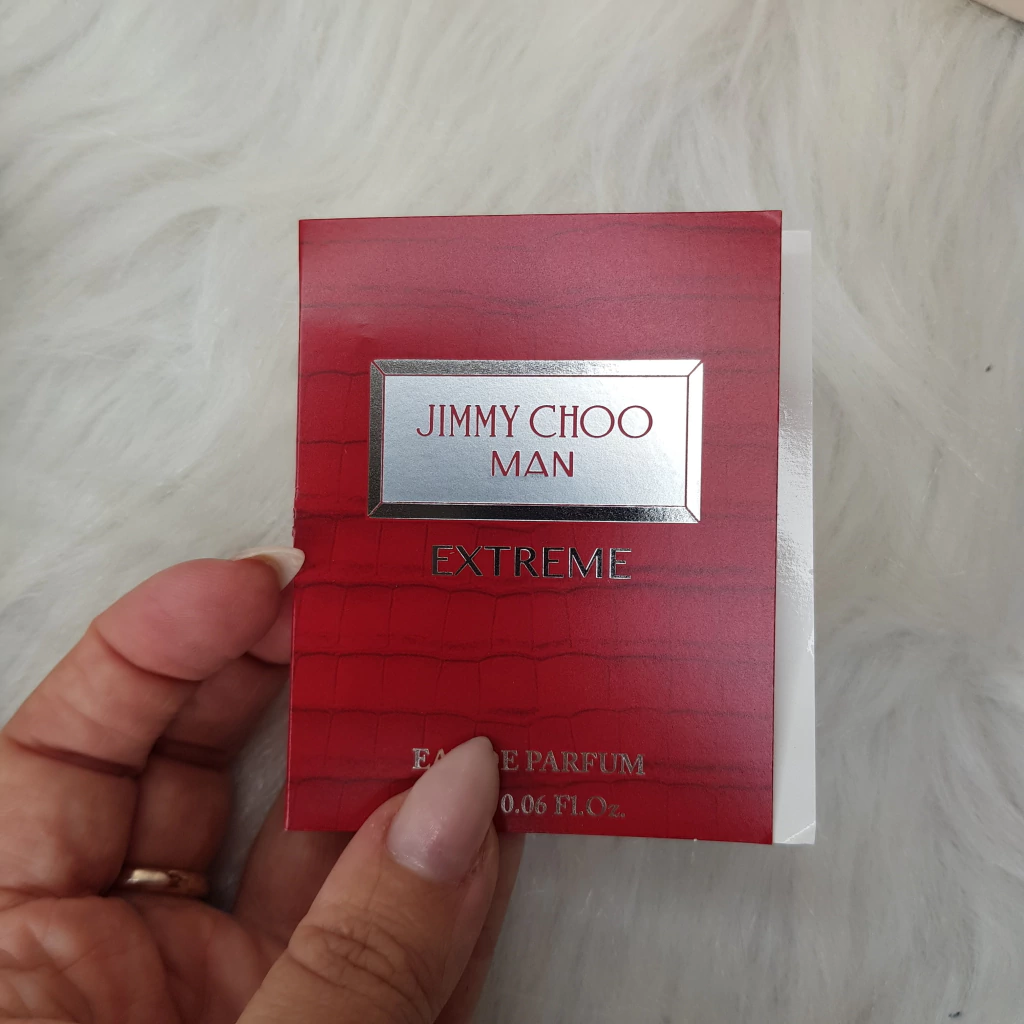 JIMMY CHOO
MAN
EXTREME
PARFUM
0.06 Fl.Oz.